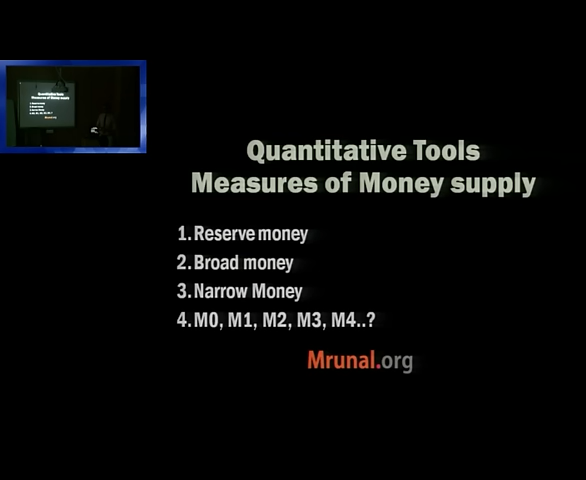 Quantitative Tools
Measures of Money supply
1. Reserve money
2. Broad money
3. Narrow Money
4. M0, M1, M2, M3, M4..?
Mrunal.org